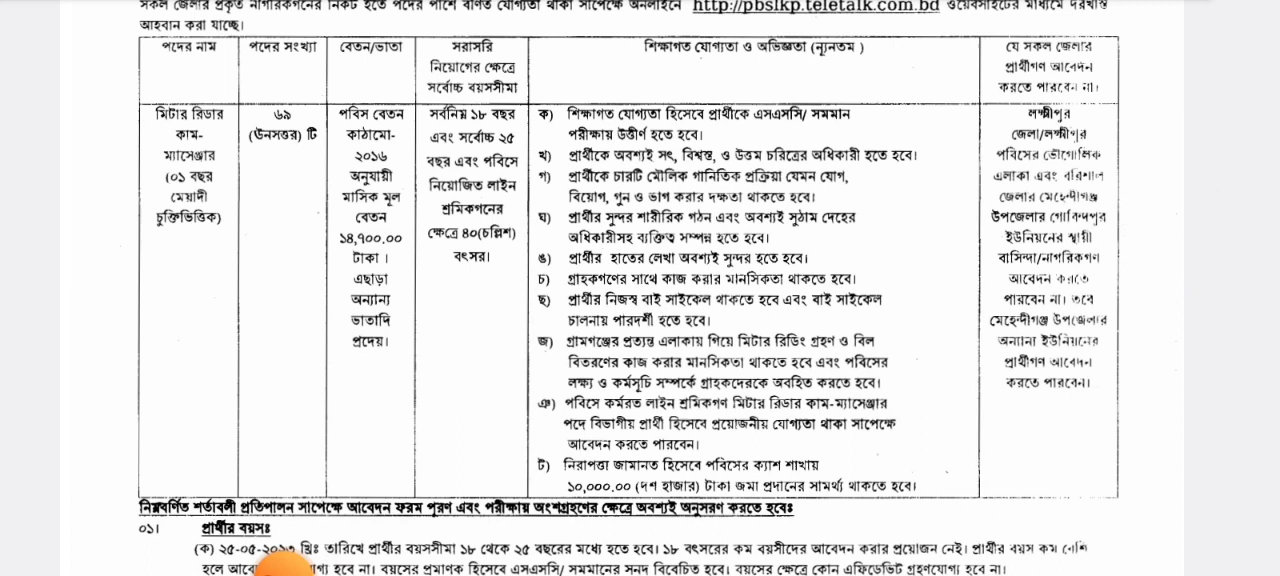 সকল জেলার প্রকৃত নাগরিকগনের নিকট হতে পদের পাশে বর্ণিত যোগ্যতা থাকা সাপেক্ষে অনলাইনে http://pbslkp.teletalk.com.bd ওয়েবসাইটের মাধ্যমে দরখাস্ত
আহবান করা যাচ্ছে।
পদের নাম
পদের সংখ্যা
বেতন/ভাতা
সরাসরি
নিয়োগের ক্ষেত্রে
সর্বোচ্চ বয়সসীমা
শিক্ষাগত যোগ্যতা ও অভিজ্ঞতা (ন্যূনতম )
যে সকল জেলার
প্রার্থীগণ আবেদন
করতে পারবেন না।
মিটার রিডার
কাম-
ম্যাসেঞ্জার
(০১ বছর
মেয়াদী
চুক্তিভিত্তিক)
৬৯
(ঊনসত্তর) টি
পবিস বেতন
কাঠামো-
২০১৬
অনুযায়ী
মাসিক মূল
বেতন
১৪,৭০০.০০
টাকা ।
এছাড়া
অন্যান্য
ভাতাদি
প্রদেয়।
সর্বনিম্ন ১৮ বছর
এবং সর্বোচ্চ ২৫
বছর এবং পবিসে
নিয়োজিত লাইন
শ্রমিকগনের
ক্ষেত্রে ৪০(চল্লিশ)
বৎসর।
ক) শিক্ষাগত যোগ্যতা হিসেবে প্রার্থীকে এসএসসি/ সমমান
পরীক্ষায় উত্তীর্ণ হতে হবে।
খ) প্রার্থীকে অবশ্যই সৎ, বিশ্বস্ত, ও উত্তম চরিত্রের অধিকারী হতে হবে।
গ) প্রার্থীকে চারটি মৌলিক গানিতিক প্রক্রিয়া যেমন যোগ,
বিয়োগ, গুন ও ভাগ করার দক্ষতা থাকতে হবে।
ঘ) প্রার্থীর সুন্দর শারীরিক গঠন এবং অবশ্যই সুঠাম দেহের
অধিকারীসহ ব্যক্তিত্ব সম্পন্ন হতে হবে।
ঙ) প্রার্থীর হাতের লেখা অবশ্যই সুন্দর হতে হবে।
চ) গ্রাহকগণের সাথে কাজ করার মানসিকতা থাকতে হবে।
ছ) প্রার্থীর নিজস্ব বাই সাইকেল থাকতে হবে এবং বাই সাইকেল
চালনায় পারদর্শী হতে হবে।
জ) গ্রামগঞ্জের প্রত্যন্ত এলাকায় গিয়ে মিটার রিডিং গ্রহণ ও বিল
বিতরণের কাজ করার মানসিকতা থাকতে হবে এবং পবিসের
লক্ষ্য ও কর্মসূচি সম্পর্কে গ্রাহকদেরকে অবহিত করতে হবে।
ঞ) পবিসে কর্মরত লাইন শ্রমিকগণ মিটার রিডার কাম-ম্যাসেঞ্জার
পদে বিভাগীয় প্রার্থী হিসেবে প্রয়োজনীয় যোগ্যতা থাকা সাপেক্ষে
আবেদন করতে পারবেন।
ট) নিরাপত্তা জামানত হিসেবে পবিসের ক্যাশ শাখায়
১০,০০০.০০ (দশ হাজার) টাকা জমা প্রদানের সামর্থ্য থাকতে হবে।
লক্ষ্মীপুর
জেলা/লক্ষ্মীপুর
পবিসের ভৌগোলিক
এলাকা এবং বরিশাল
জেলার মেহেন্দীগঞ্জ
উপজেলার গোবিন্দপুর
ইউনিয়নের স্থায়ী
বাসিন্দা/নাগরিকগণ
আবেদন করতে
পারবেন না। তবে
মেহেন্দীগঞ্জ উপজেলার
অন্যান্য ইউনিয়নের
প্রার্থীগণ আবেদন
করতে পারবেন।
নিম্নবর্ণিত শর্তাবলী প্রতিপালন সাপেক্ষে আবেদন ফরম পূরণ এবং পরীক্ষায় অংশগ্রহণের ক্ষেত্রে অবশ্যই অনুসরণ করতে হবেঃ
০১। প্রার্থীর বয়সঃ
(ক) ২৫-০৫-২০২৩ খ্রিঃ তারিখে প্রার্থীর বয়সসীমা ১৮ থেকে ২৫ বছরের মধ্যে হতে হবে। ১৮ বৎসরের কম বয়সীদের আবেদন করার প্রয়োজন নেই। প্রার্থীর বয়স কম বেশি
হলে হবে না। বয়সের প্রমাণক হিসেবে এসএসসি/ সমমানের সনদ বিবেচিত হবে। বয়সের ক্ষেত্রে কোন এফিডেভিট গ্রহণযোগ্য হবে না।